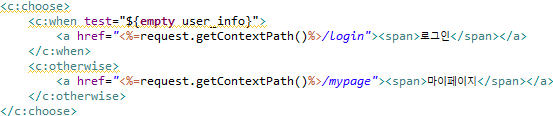 <c:choose>
<c:when test="${empty user_info}">
<a href="<%=request.getContextPath()%>/login"><span>로그인</span></a>
</c:when>
<c:otherwise>
<a href="<%=request.getContextPath()%>/mypage"><span>마이페이지</span></a>
</c:otherwise>
</c:choose>